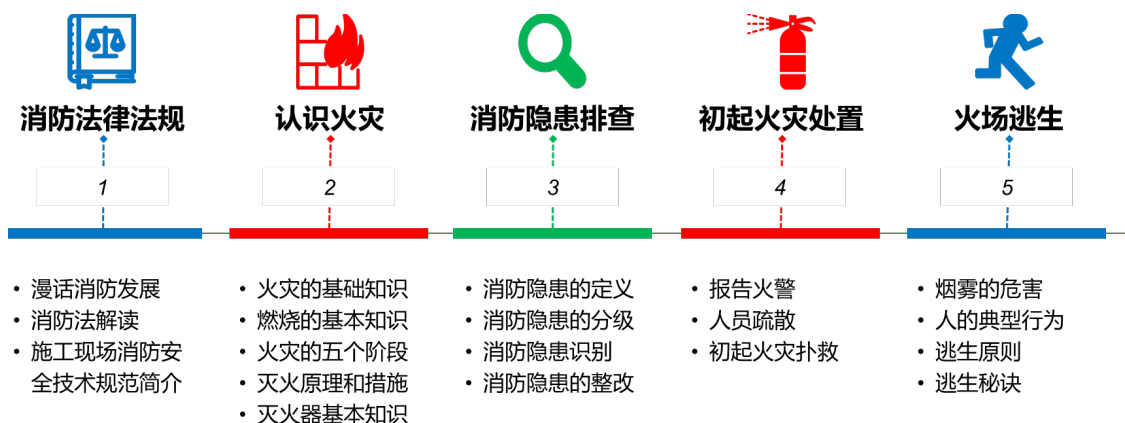 消防法律法规
认识火灾
消防隐患排查
初起火灾处置
火场逃生
1
2
3
4
5
• 漫话消防发展
• 消防法解读
• 施工现场消防安
全技术规范简介
• 火灾的基础知识
• 燃烧的基本知识
• 火灾的五个阶段
• 灭火原理和措施
• 灭火器基本知识
• 消防隐患的定义
• 消防隐患的分级
• 消防隐患识别
• 消防隐患的整改
• 报告火警
• 人员疏散
• 初起火灾扑救
• 烟雾的危害
• 人的典型行为
• 逃生原则
• 逃生秘诀